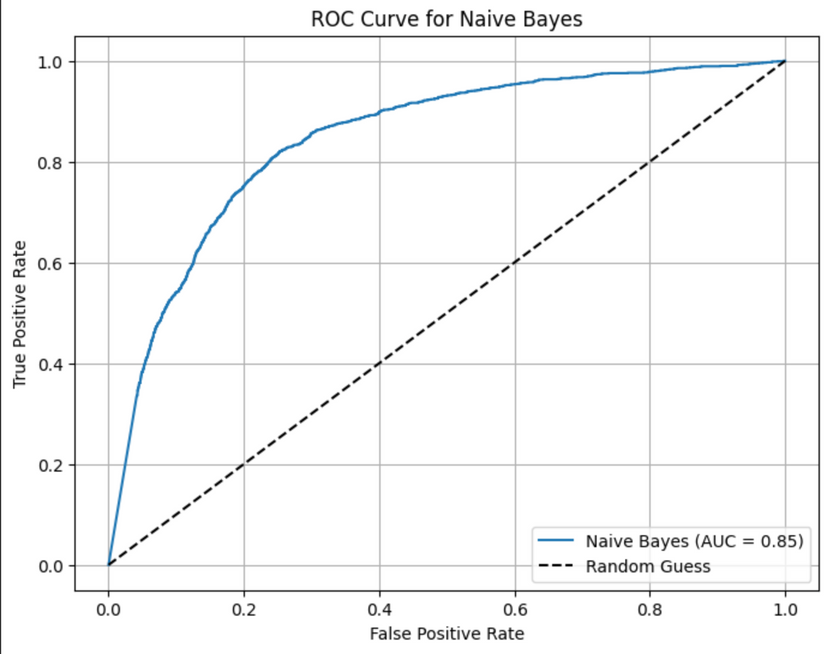 ROC Curve for Naive Bayes
1.0
0.8
0.6
0.4
0.2
0.0
True Positive Rate
Naive Bayes (AUC = 0.85)
Random Guess
0.0 0.2 0.4 0.6 0.8 1.0
False Positive Rate